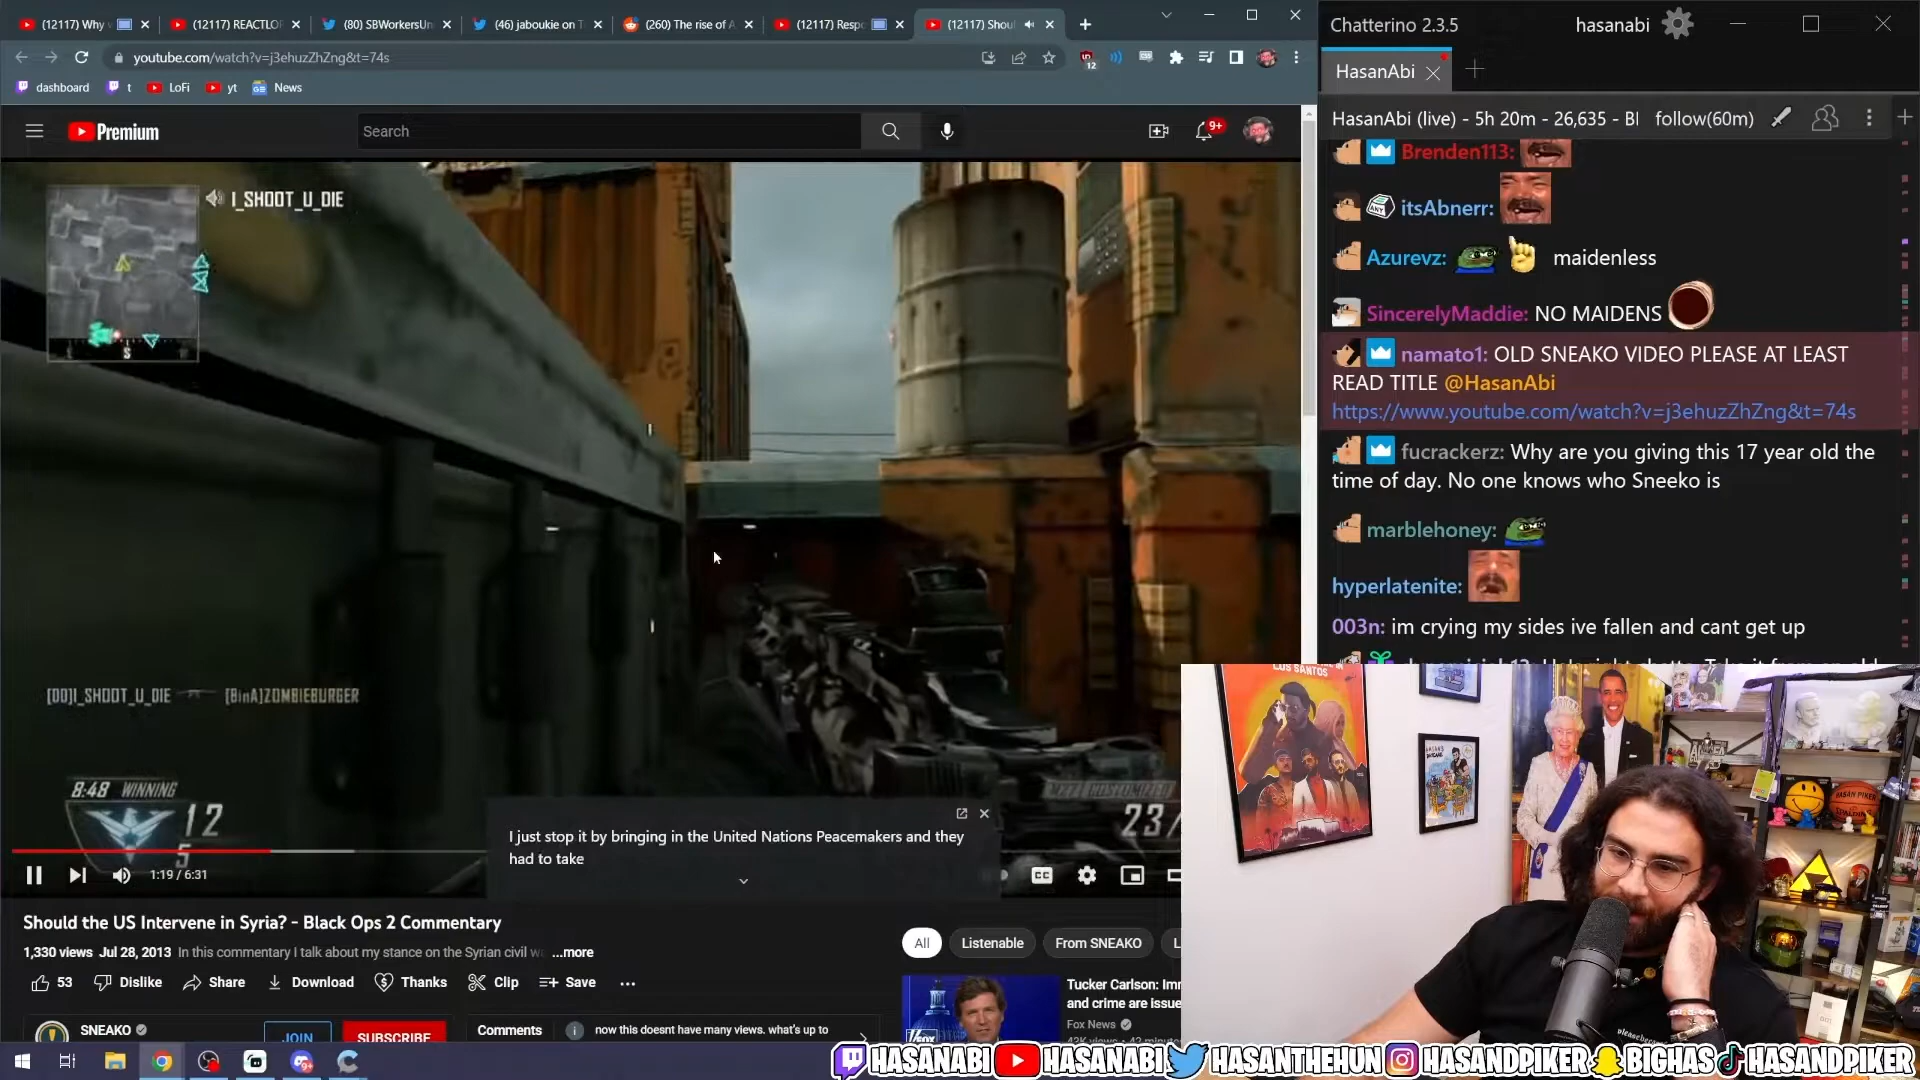 (12117) Why
(12117) REACTLOF
(80) SBWorkersUn
(46) jaboukie on T
(260) The rise of A
(12117) Respo
(12117) Shou
youtube.com/watch?v=j3ehuzZhZng&t=74s
12
dashboard
t
LoFi
yt
News
Premium
Search
9+
I_SHOOT_U_DIE
S
[DD]I_SHOOT_U_DIE
[BinA]ZOMBIEBURGER
8:48 WINNING
12
5
23/
I just stop it by bringing in the United Nations Peacemakers and they
had to take
1:19 / 6:31
CC
Should the US Intervene in Syria? - Black Ops 2 Commentary
1,330 views Jul 28, 2013 In this commentary I talk about my stance on the Syrian civil w
...more
53
Dislike
Share
Download
Thanks
Clip
Save
SNEAKO
JOIN
SUBSCRIBE
Comments
now this doesnt have many views. what's up to
All
Listenable
From SNEAKO
Tucker Carlson: Im
and crime are issue
Fox News
Chatterino 2.3.5
hasanabi
HasanAbi
HasanAbi (live) - 5h 20m - 26,635 - Bl
follow(60m)
Brenden113:
itsAbnerr:
Azurevz: maidenless
SincerelyMaddie: NO MAIDENS
namato1: OLD SNEAKO VIDEO PLEASE AT LEAST
READ TITLE @HasanAbi
https://www.youtube.com/watch?v=j3ehuzZhZng&t=74s
fucrackerz: Why are you giving this 17 year old the
time of day. No one knows who Sneeko is
marblehoney:
hyperlatenite:
003n: im crying my sides ive fallen and cant get up
LOS SANTOS
HASANABI
HASANABI
HASANTHEHUN
HASANDPIKER
BIGHAS
HASANDPIKER